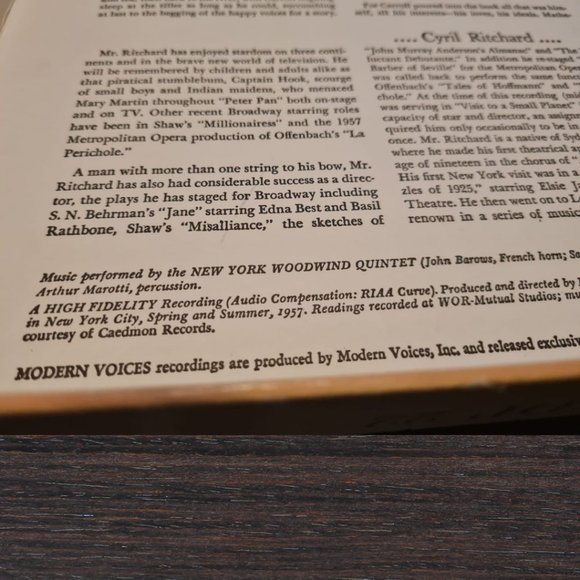 sleep at the titles as long as he could,
at last to the begging of the happy voices for a story.
Mr. Ritchard has enjoyed stardom on three conti-
nents and in the brave new world of television. He
will be remembered by children and adults alike as
that piratical stumblebum, Captain Hook, scourge
of small boys and Indian maidens, who menaced
Mary Martin throughout "Peter Pan" both on-stage
and on TV. Other recent Broadway starring roles
have been in Shaw's "Millionairess" and the 1957
Metropolitan Opera production of Offenbach's "La
Perichole."
A man with more than one string to his bow, Mr.
Ritchard has also had considerable success as a direc-
tor, the plays he has staged for Broadway including
S. N. Behrman's "Jane" starring Edna Best and Basil
Rathbone, Shaw's "Misalliance," the sketches of
For Carroll poured into the book all that was him-
self, all his interests—his loves, his ideals. Mathe-
.... Cyril Ritchard ....
"John Murray Anderson's Almanac" and "The
luctant Debutante." In addition he re-staged "
Barber of Seville" for the Metropolitan Opera
was called back to perform the same func
Offenbach's "Tales of Hoffmann" and "
chole." At the time of this recording (mid
was serving in "Visit to a Small Planet"
capacity of star and director, an assign
quired him only occasionally to be in
once. Mr. Ritchard is a native of Syd
where he made his first theatrical ap
age of nineteen in the chorus of "
His first New York visit was in a
zles of 1925," starring Elsie J
Theatre. He then went on to L
renown in a series of music
Music performed by the NEW YORK WOODWIND QUINTET (John Barows, French horn; Sa
Arthur Marotti, percussion.
A HIGH FIDELITY Recording (Audio Compensation: RIAA Curve). Produced and directed by
in New York City, Spring and Summer, 1957. Readings recorded at WOR-Mutual Studios; mu
courtesy of Caedmon Records.
MODERN VOICES recordings are produced by Modern Voices, Inc. and released exclusiv